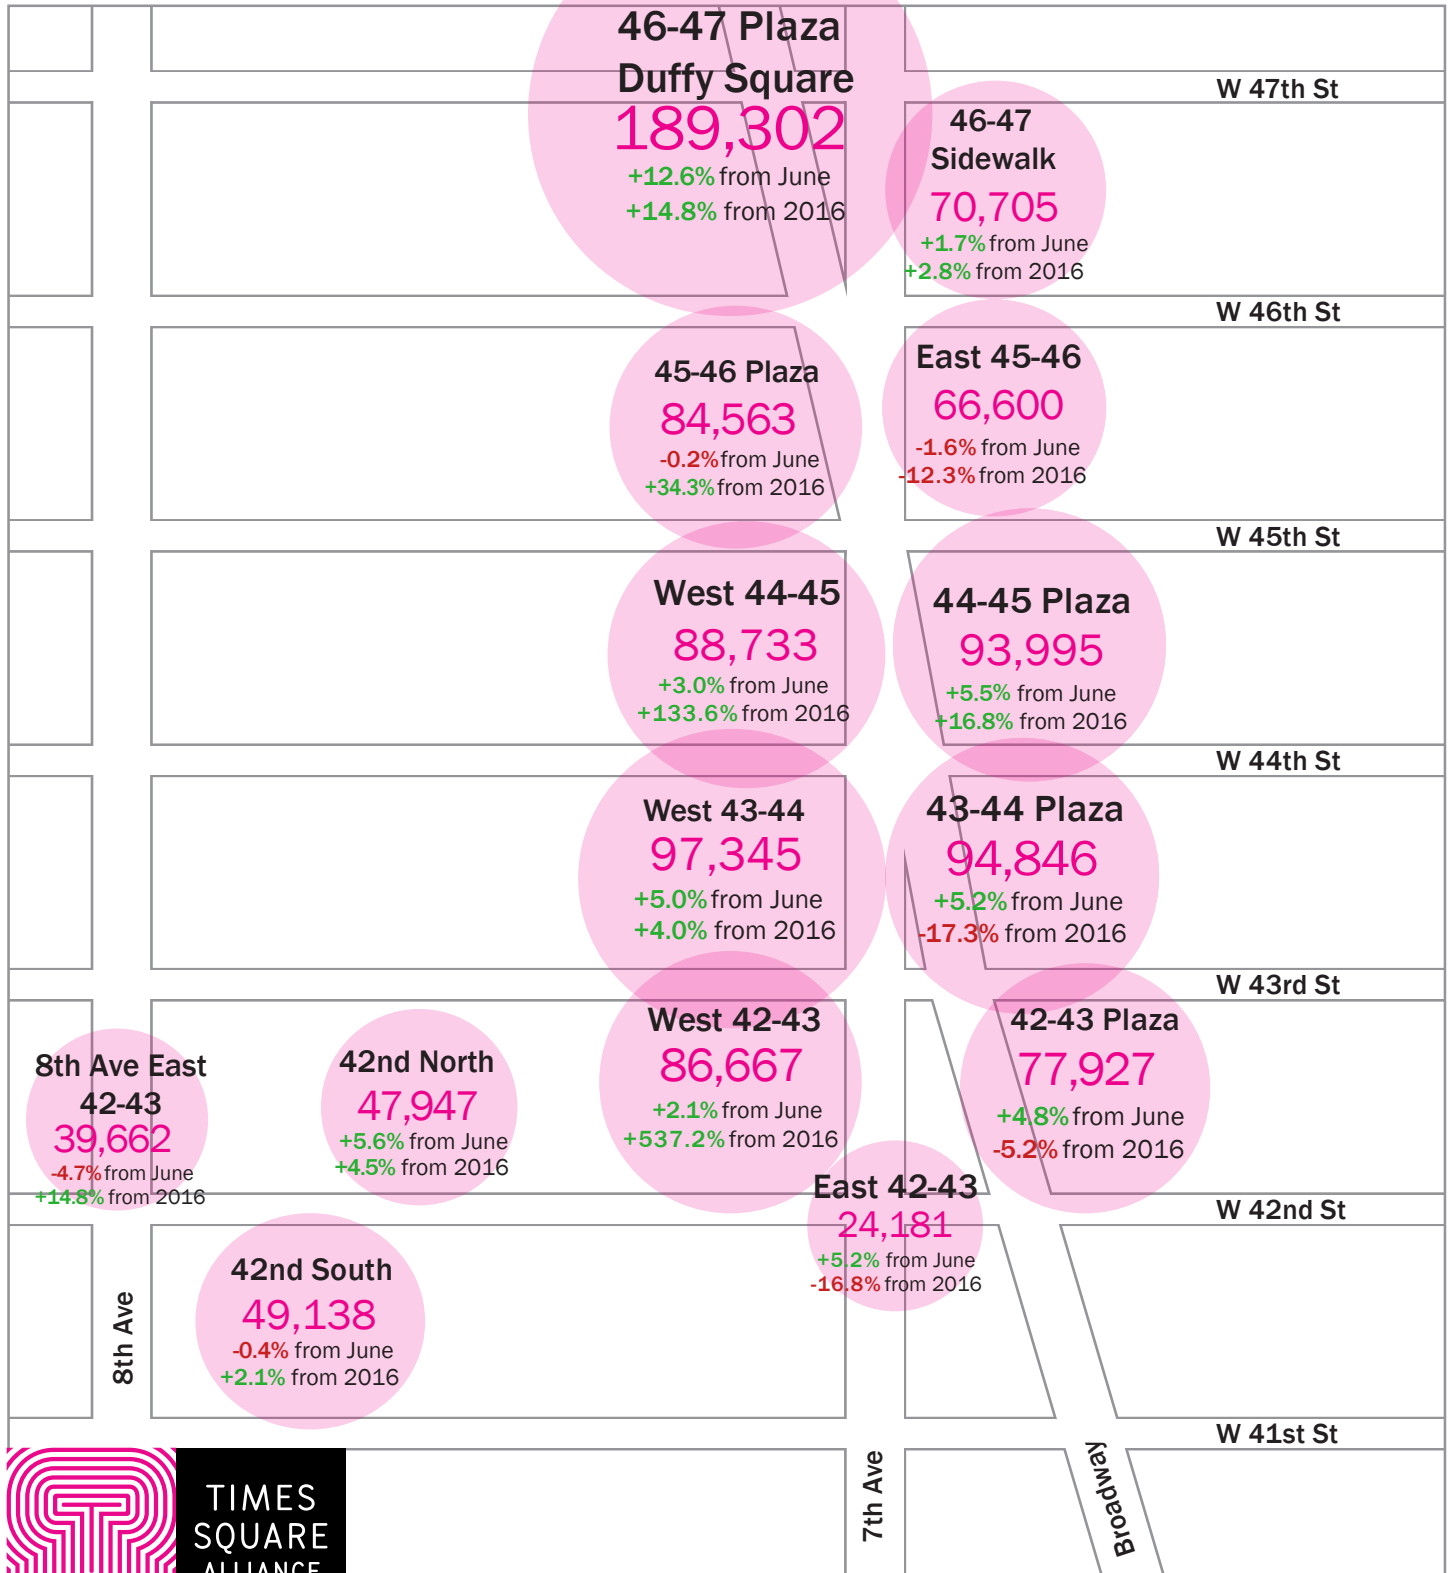 46-47 Plaza
Duffy Square
189,302
+12.6% from June
+14.8% from 2016
W 47th St
46-47
Sidewalk
70,705
+1.7% from June
+2.8% from 2016
W 46th St
45-46 Plaza
84,563
-0.2% from June
+34.3% from 2016
East 45-46
66,600
-1.6% from June
-12.3% from 2016
W 45th St
West 44-45
88,733
+3.0% from June
+133.6% from 2016
44-45 Plaza
93,995
+5.5% from June
+16.8% from 2016
W 44th St
West 43-44
97,345
+5.0% from June
+4.0% from 2016
43-44 Plaza
94,846
+5.2% from June
-17.3% from 2016
W 43rd St
8th Ave East
42-43
39,662
-4.7% from June
+14.8% from 2016
42nd North
47,947
+5.6% from June
+4.5% from 2016
West 42-43
86,667
+2.1% from June
+537.2% from 2016
42-43 Plaza
77,927
+4.8% from June
-5.2% from 2016
East 42-43
24,181
+5.2% from June
-16.8% from 2016
W 42nd St
42nd South
49,138
-0.4% from June
+2.1% from 2016
8th Ave
W 41st St
7th Ave
Broadway
TIMES
SQUARE
ALLIANCE